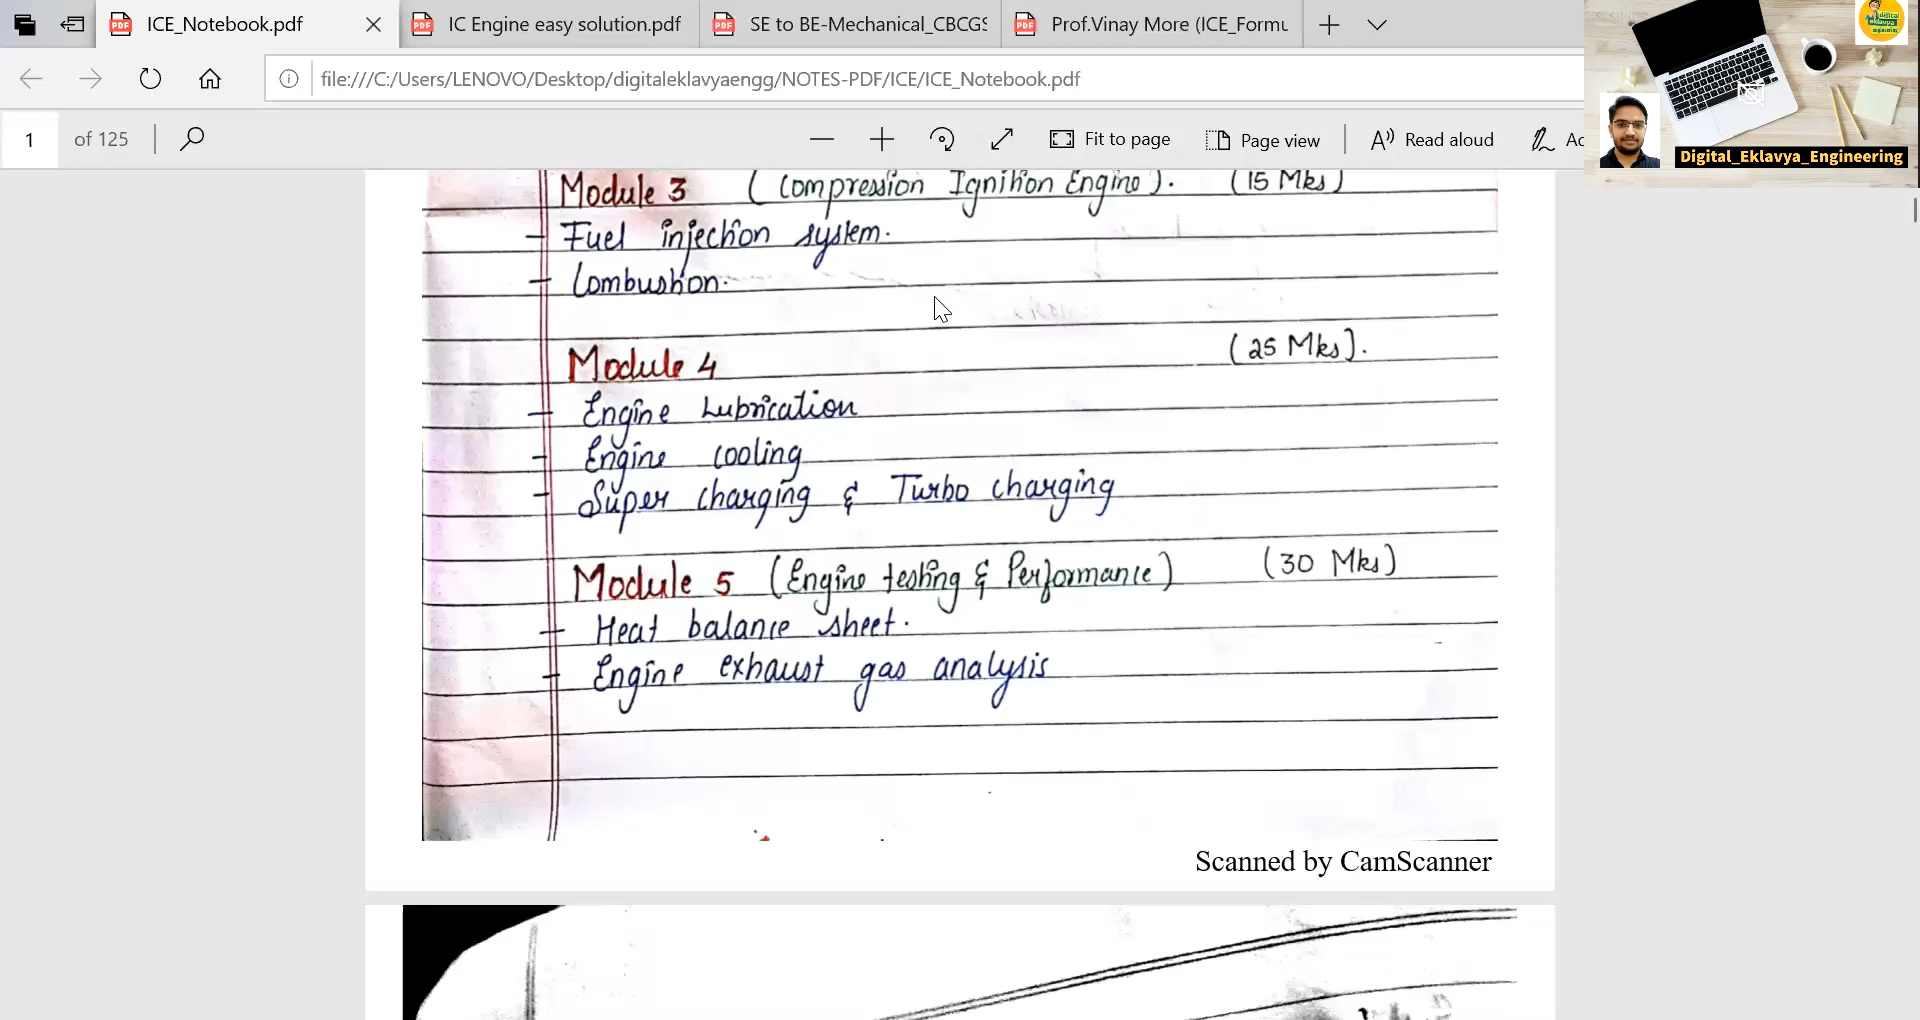 ICE_Notebook.pdf
IC Engine easy solution.pdf
SE to BE-Mechanical_CBCGS
Prof.Vinay More (ICE_Formu
file:///C:/Users/LENOVO/Desktop/digitaleklavyaengg/NOTES-PDF/ICE/ICE_Notebook.pdf
1 of 125
Fit to page
Page view
Read aloud
Digital_Eklavya_Engineering
Module 3 (Compression Ignition Engine). (15 Mks)
- Fuel injection system.
- Combustion.
Module 4 (25 Mks).
- Engine Lubrication
- Engine cooling
- Super charging & Turbo charging
Module 5 (Engine testing & Performance) (30 Mks)
- Heat balance sheet.
- Engine exhaust gas analysis
Scanned by CamScanner